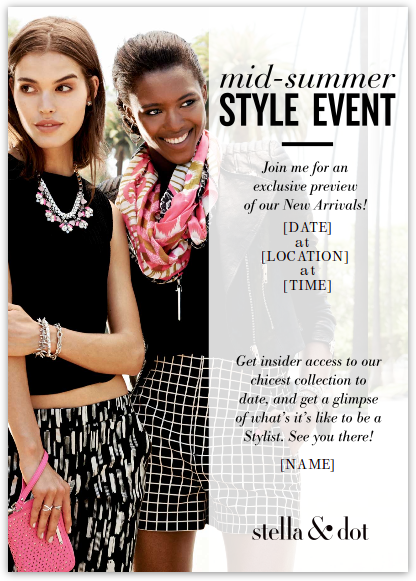 mid-summer
STYLE EVENT
Join me for an
exclusive preview
of our New Arrivals!
[DATE]
at
[LOCATION]
at
[TIME]
Get insider access to our
chicest collection to
date, and get a glimpse
of what's it's like to be a
Stylist. See you there!
[NAME]
stella & dot